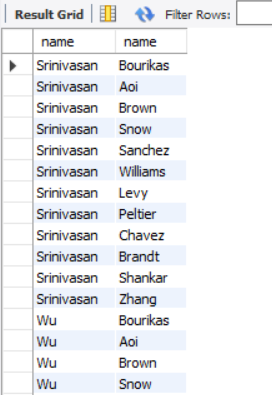 Result Grid Filter Rows:
name name
Srinivasan Bourikas
Srinivasan Aoi
Srinivasan Brown
Srinivasan Snow
Srinivasan Sanchez
Srinivasan Williams
Srinivasan Levy
Srinivasan Peltier
Srinivasan Chavez
Srinivasan Brandt
Srinivasan Shankar
Srinivasan Zhang
Wu Bourikas
Wu Aoi
Wu Brown
Wu Snow